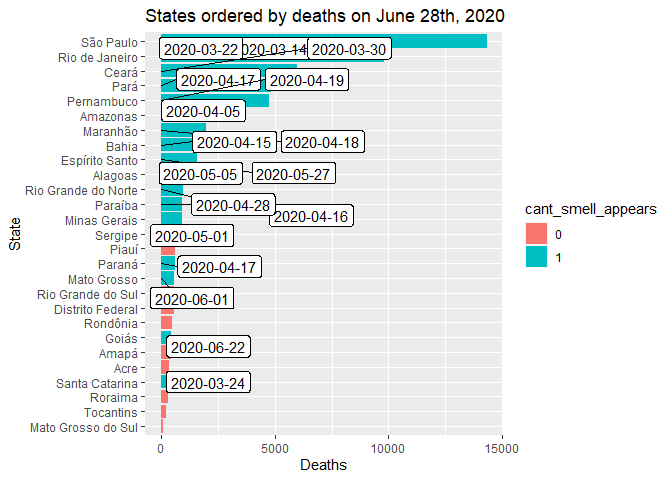 States ordered by deaths on June 28th, 2020
State
São Paulo
Rio de Janeiro
Ceará
Pará
Pernambuco
Amazonas
Maranhão
Bahia
Espírito Santo
Alagoas
Rio Grande do Norte
Paraíba
Minas Gerais
Sergipe
Piauí
Paraná
Mato Grosso
Rio Grande do Sul
Distrito Federal
Rondônia
Goiás
Amapá
Acre
Santa Catarina
Roraima
Tocantins
Mato Grosso do Sul
2020-03-22
2020-03-30
2020-04-17
2020-04-19
2020-04-05
2020-04-15
2020-04-18
2020-05-05
2020-05-27
2020-04-28
2020-04-16
2020-05-01
2020-04-17
2020-06-01
2020-06-22
2020-03-24
0
5000
10000
15000
Deaths
cant_smell_appears
0
1